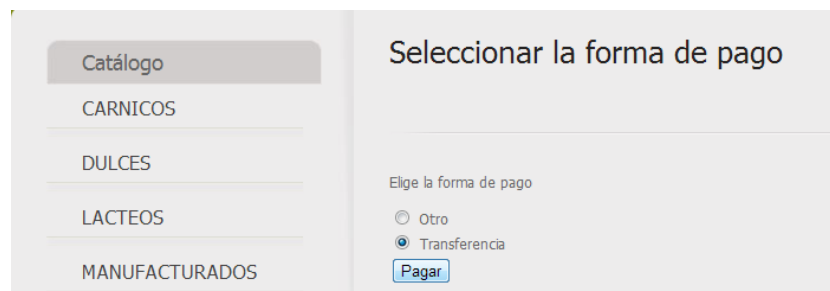 Catálogo
CARNICOS
DULCES
LACTEOS
MANUFACTURADOS
Seleccionar la forma de pago
Elige la forma de pago
Otro
Transferencia
Pagar